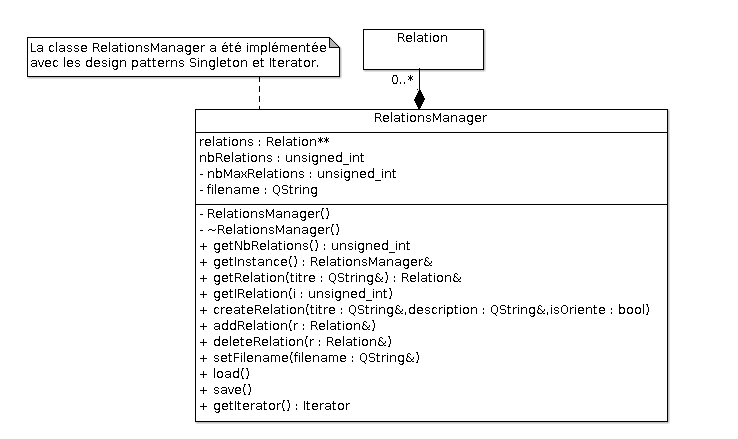 La classe RelationsManager a été implémentée
avec les design patterns Singleton et Iterator.
Relation
0..*
RelationsManager
relations : Relation**
nbRelations : unsigned_int
- nbMaxRelations : unsigned_int
- filename : QString
- RelationsManager()
- ~RelationsManager()
+ getNbRelations() : unsigned_int
+ getInstance() : RelationsManager&
+ getRelation(titre : QString&) : Relation&
+ getIRelation(i : unsigned_int)
+ createRelation(titre : QString&,description : QString&,isOriente : bool)
+ addRelation(r : Relation&)
+ deleteRelation(r : Relation&)
+ setFilename(filename : QString&)
+ load()
+ save()
+ getIterator() : Iterator